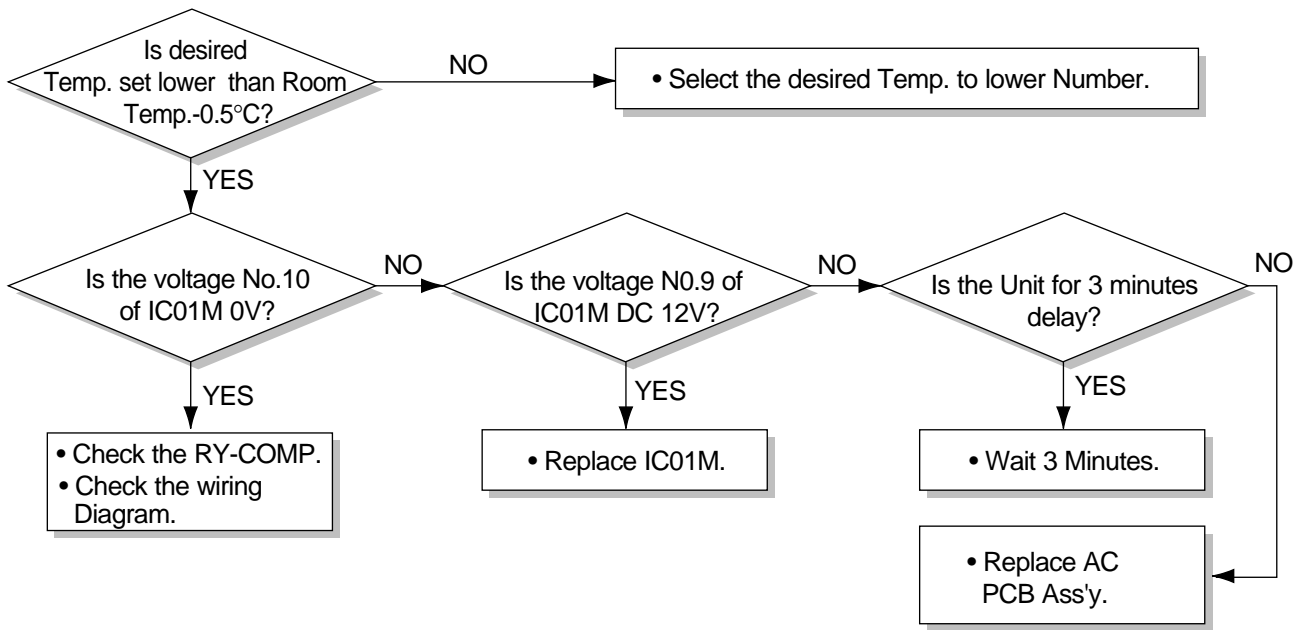 Is desired
Temp. set lower than Room
Temp.-0.5°C?
NO
• Select the desired Temp. to lower Number.
YES
Is the voltage No.10
of IC01M 0V?
NO
Is the voltage N0.9 of
IC01M DC 12V?
NO
Is the Unit for 3 minutes
delay?
NO
YES
• Check the RY-COMP.
• Check the wiring
Diagram.
YES
• Replace IC01M.
YES
• Wait 3 Minutes.
• Replace AC
PCB Ass'y.